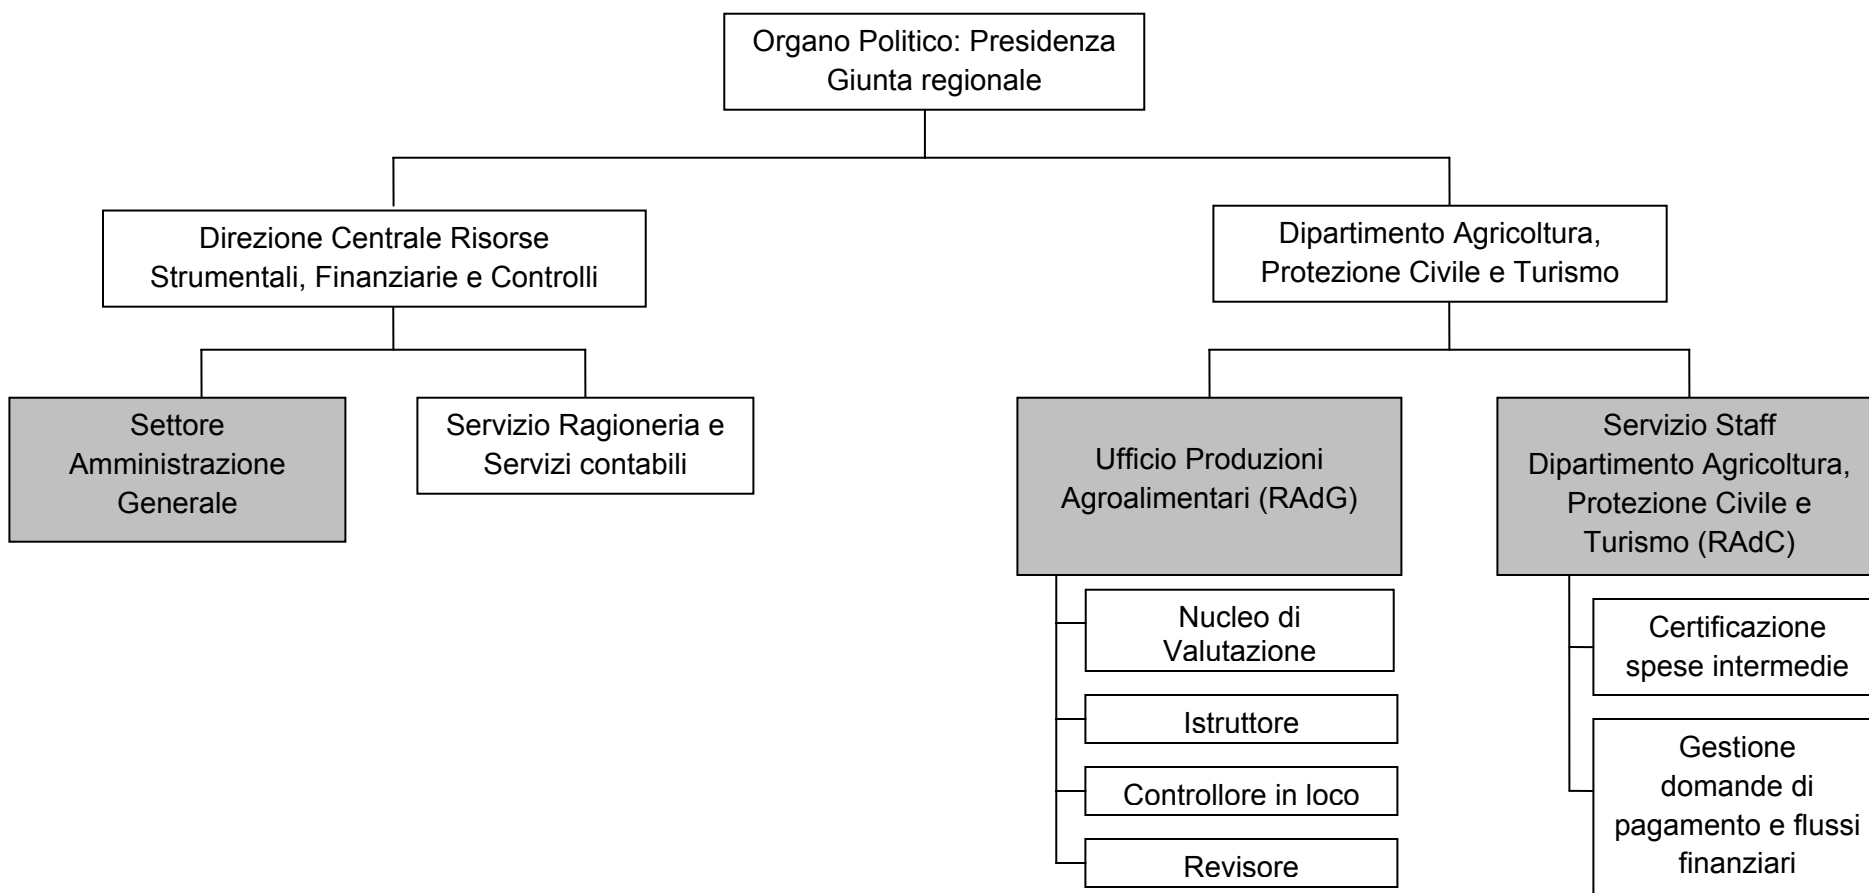 Organo Politico: Presidenza
Giunta regionale
Direzione Centrale Risorse
Strumentali, Finanziarie e Controlli
Dipartimento Agricoltura,
Protezione Civile e Turismo
Settore
Amministrazione
Generale
Servizio Ragioneria e
Servizi contabili
Ufficio Produzioni
Agroalimentari (RAdG)
Servizio Staff
Dipartimento Agricoltura,
Protezione Civile e
Turismo (RAdC)
Nucleo di
Valutazione
Istruttore
Controllore in loco
Revisore
Certificazione
spese intermedie
Gestione
domande di
pagamento e flussi
finanziari